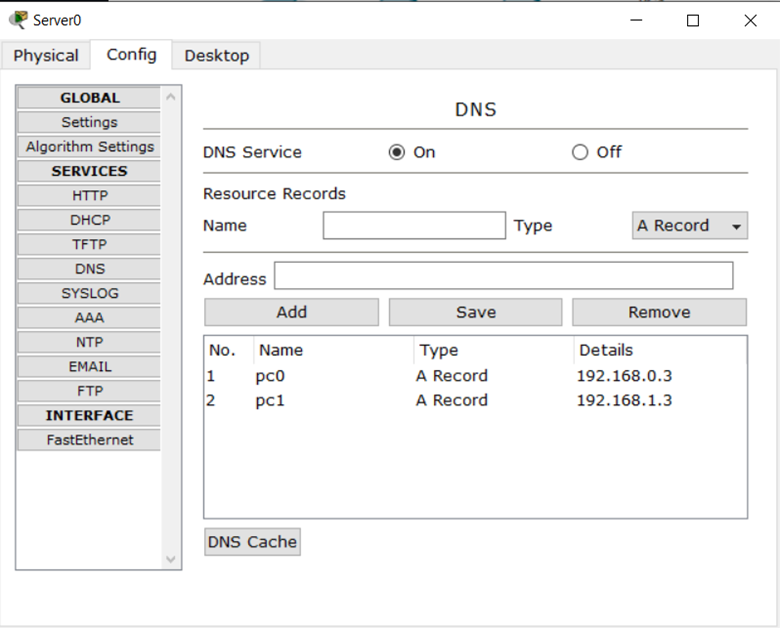 Server0
Physical Config Desktop
GLOBAL
Settings
Algorithm Settings
SERVICES
HTTP
DHCP
TFTP
DNS
SYSLOG
AAA
NTP
EMAIL
FTP
INTERFACE
FastEthernet
DNS
DNS Service On Off
Resource Records
Name Type A Record
Address
Add Save Remove
No. Name Type Details
1 pc0 A Record 192.168.0.3
2 pc1 A Record 192.168.1.3
DNS Cache